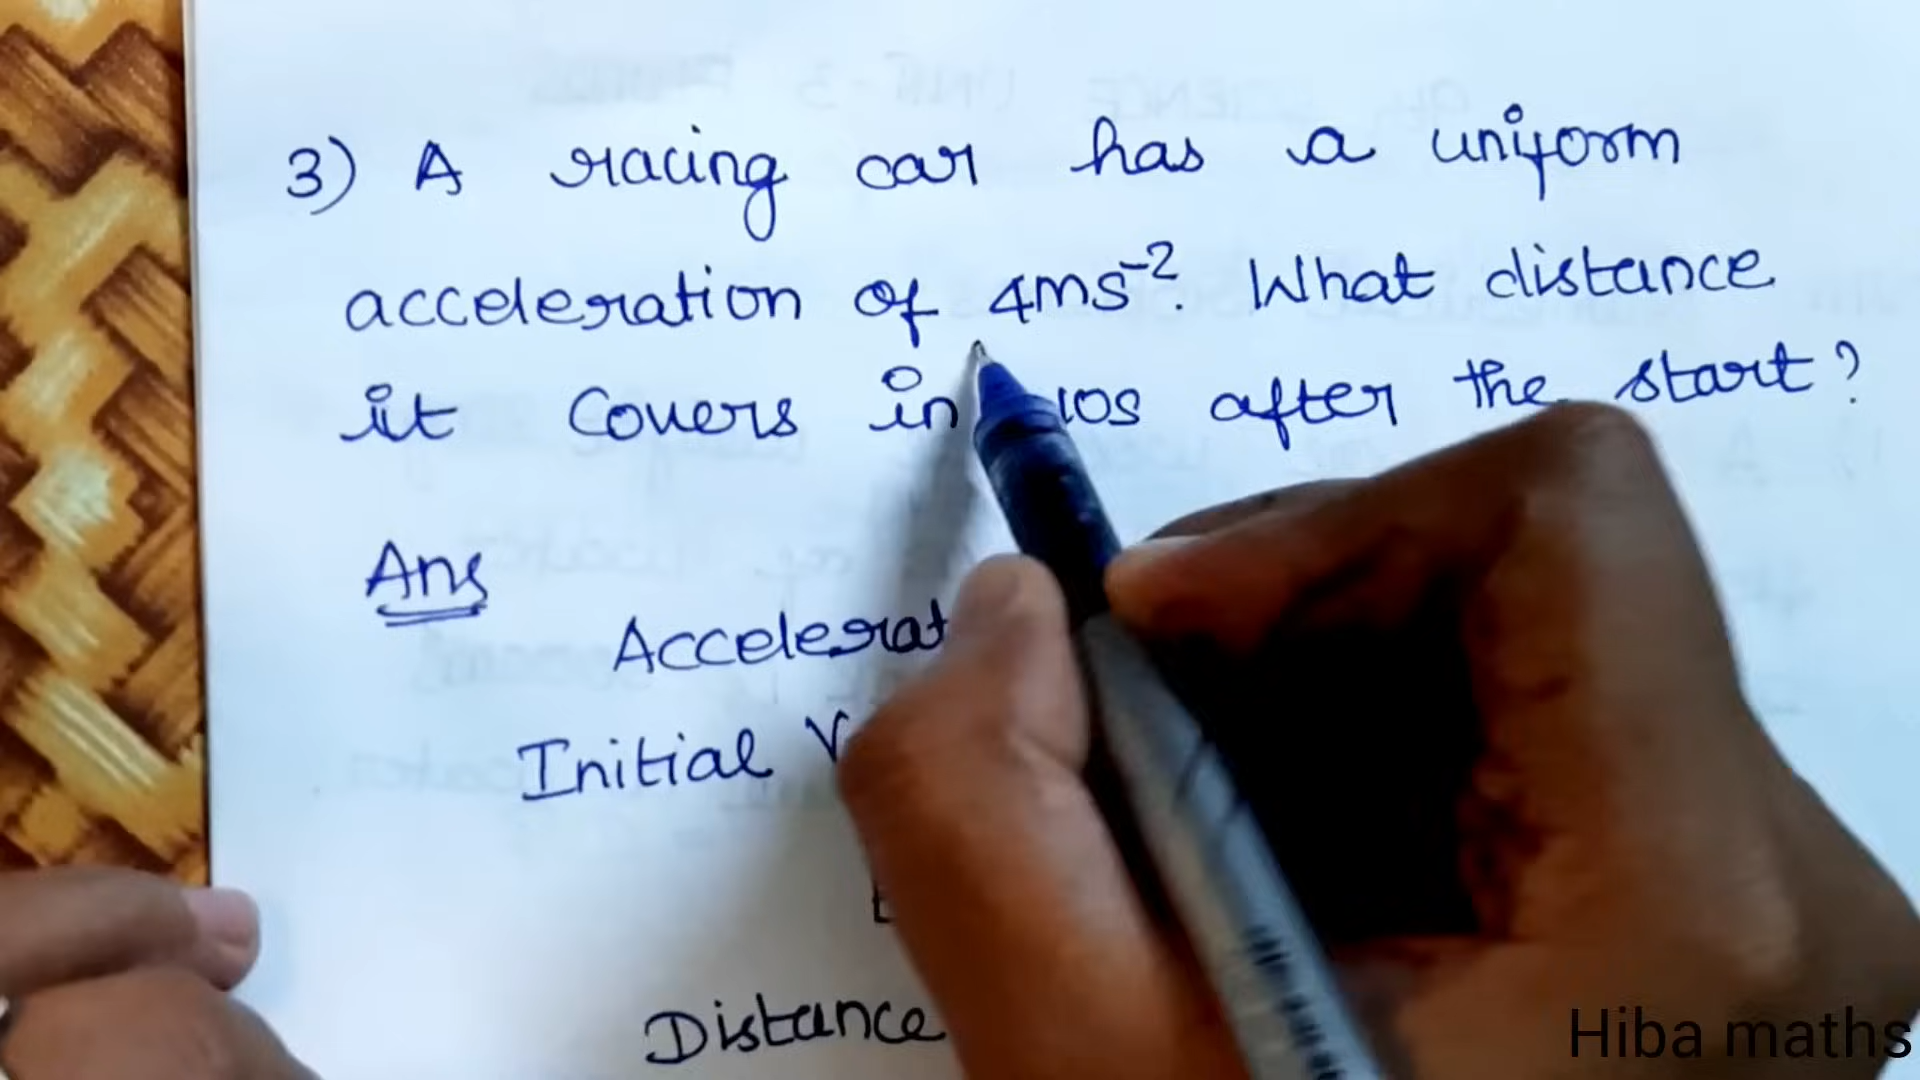 3) A racing car has a uniform
acceleration of 4ms⁻². What distance
it covers in 10s after the start?
Ans
Accelerat
Initial V
t
Distance
Hiba maths